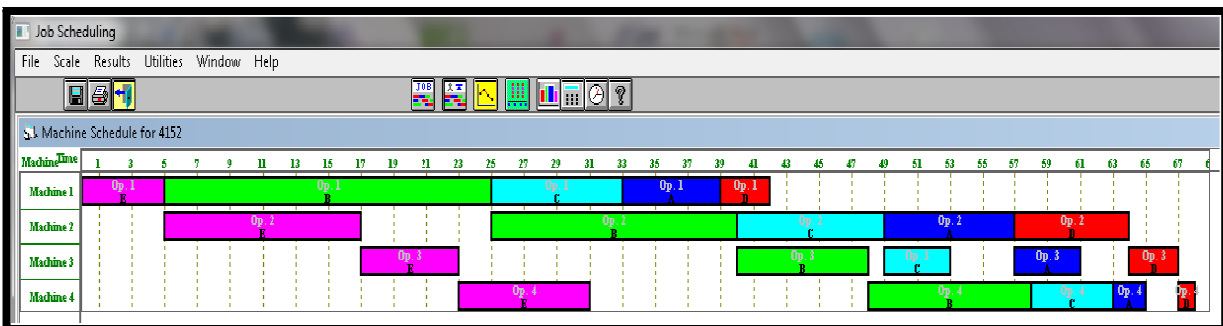 Job Scheduling
File Scale Results Utilities Window Help
JOB
Machine Schedule for 4152
Machine Time 1 3 5 7 9 11 13 15 17 19 21 23 25 27 29 31 33 35 37 39 41 43 45 47 49 51 53 55 57 59 61 63 65 67
Machine 1 Op. 1 Op. 1 Op. 1 Op. 1 Op. 1
E B C A D
Machine 2 Op. 2 Op. 2 Op. 2 Op. 2 Op. 2
E B C A D
Machine 3 Op. 3 Op. 3 Op. 3 Op. 3 Op. 3
E B C A D
Machine 4 Op. 4 Op. 4 Op. 4 Op. 4 Op. 4
E B C A D